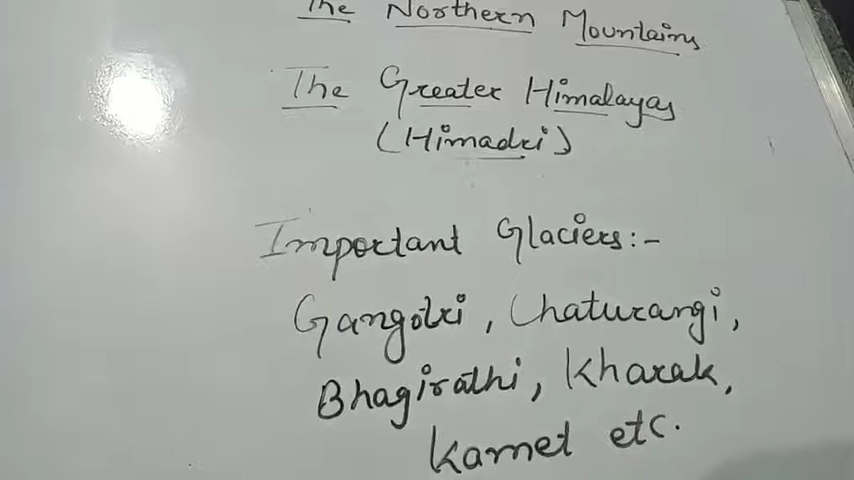 The Northern Mountains
The Greater Himalayas
(Himadri)
Important Glaciers:-
Gangotri, Chaturangi,
Bhagirathi, Kharak,
Kamet etc.